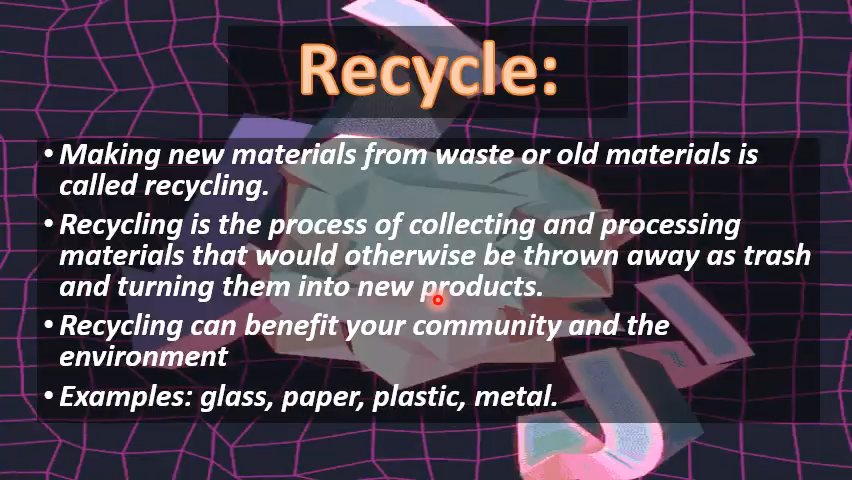 Recycle:
• Making new materials from waste or old materials is
called recycling.
• Recycling is the process of collecting and processing
materials that would otherwise be thrown away as trash
and turning them into new products.
• Recycling can benefit your community and the
environment
• Examples: glass, paper, plastic, metal.